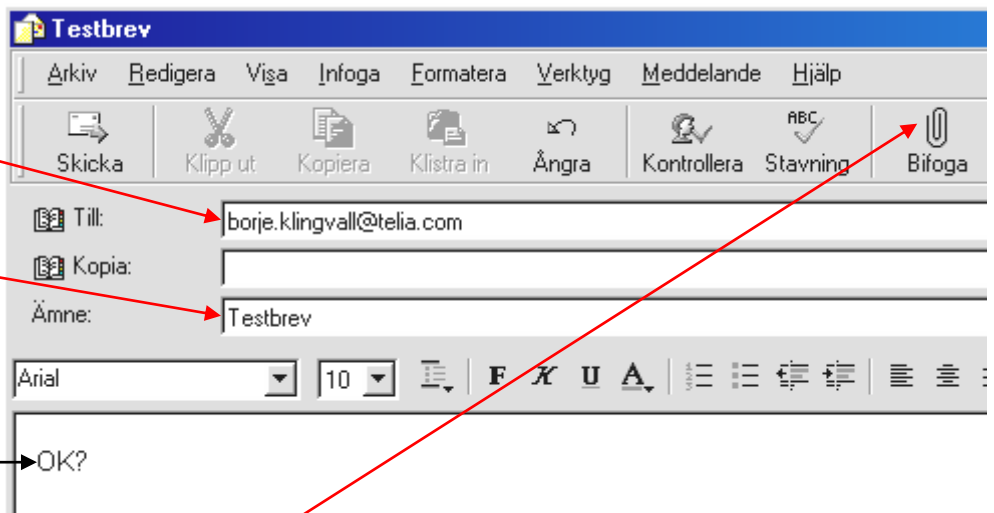 Testbrev
Arkiv Redigera Visa Infoga Formatera Verktyg Meddelande Hjälp
ABC
Skicka Klipp ut Kopiera Klistra in Ångra Kontrollera Stavning Bifoga
Till: borje.klingvall@telia.com
Kopia:
Ämne: Testbrev
Arial 10 F K U A
OK?